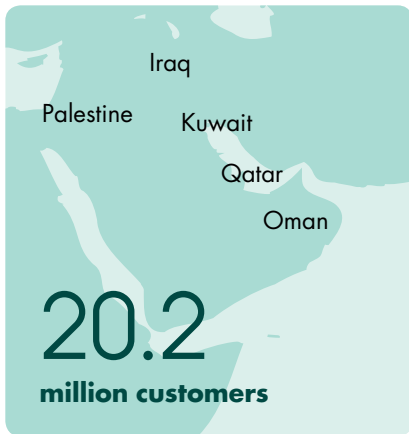 Iraq
Palestine
Kuwait
Qatar
Oman
20.2
million customers